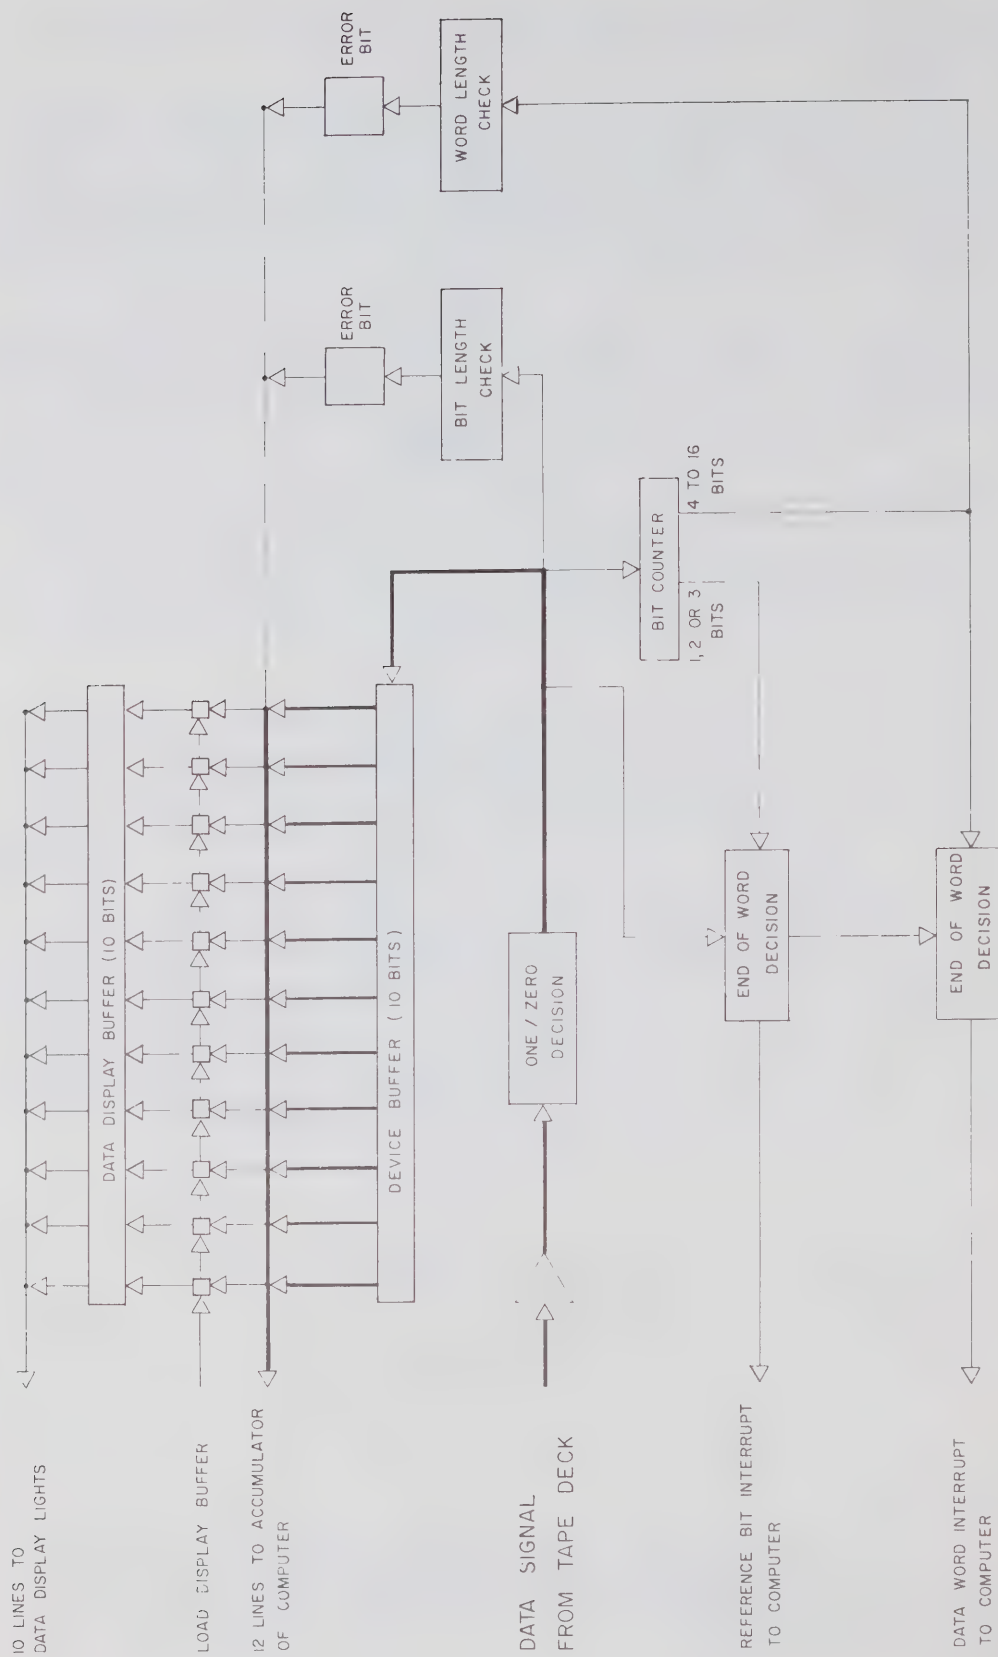 10 LINES TO
DATA DISPLAY LIGHTS
LOAD DISPLAY BUFFER
12 LINES TO ACCUMULATOR
OF COMPUTER
DATA SIGNAL
FROM TAPE DECK
REFERENCE BIT INTERRUPT
TO COMPUTER
DATA WORD INTERRUPT
TO COMPUTER
DATA DISPLAY BUFFER (10 BITS)
DEVICE BUFFER (10 BITS)
ONE / ZERO
DECISION
END OF WORD
DECISION
END OF WORD
DECISION
BIT COUNTER
1, 2 OR 3
BITS
4 TO 16
BITS
BIT LENGTH
CHECK
ERROR
BIT
WORD LENGTH
CHECK
ERROR
BIT